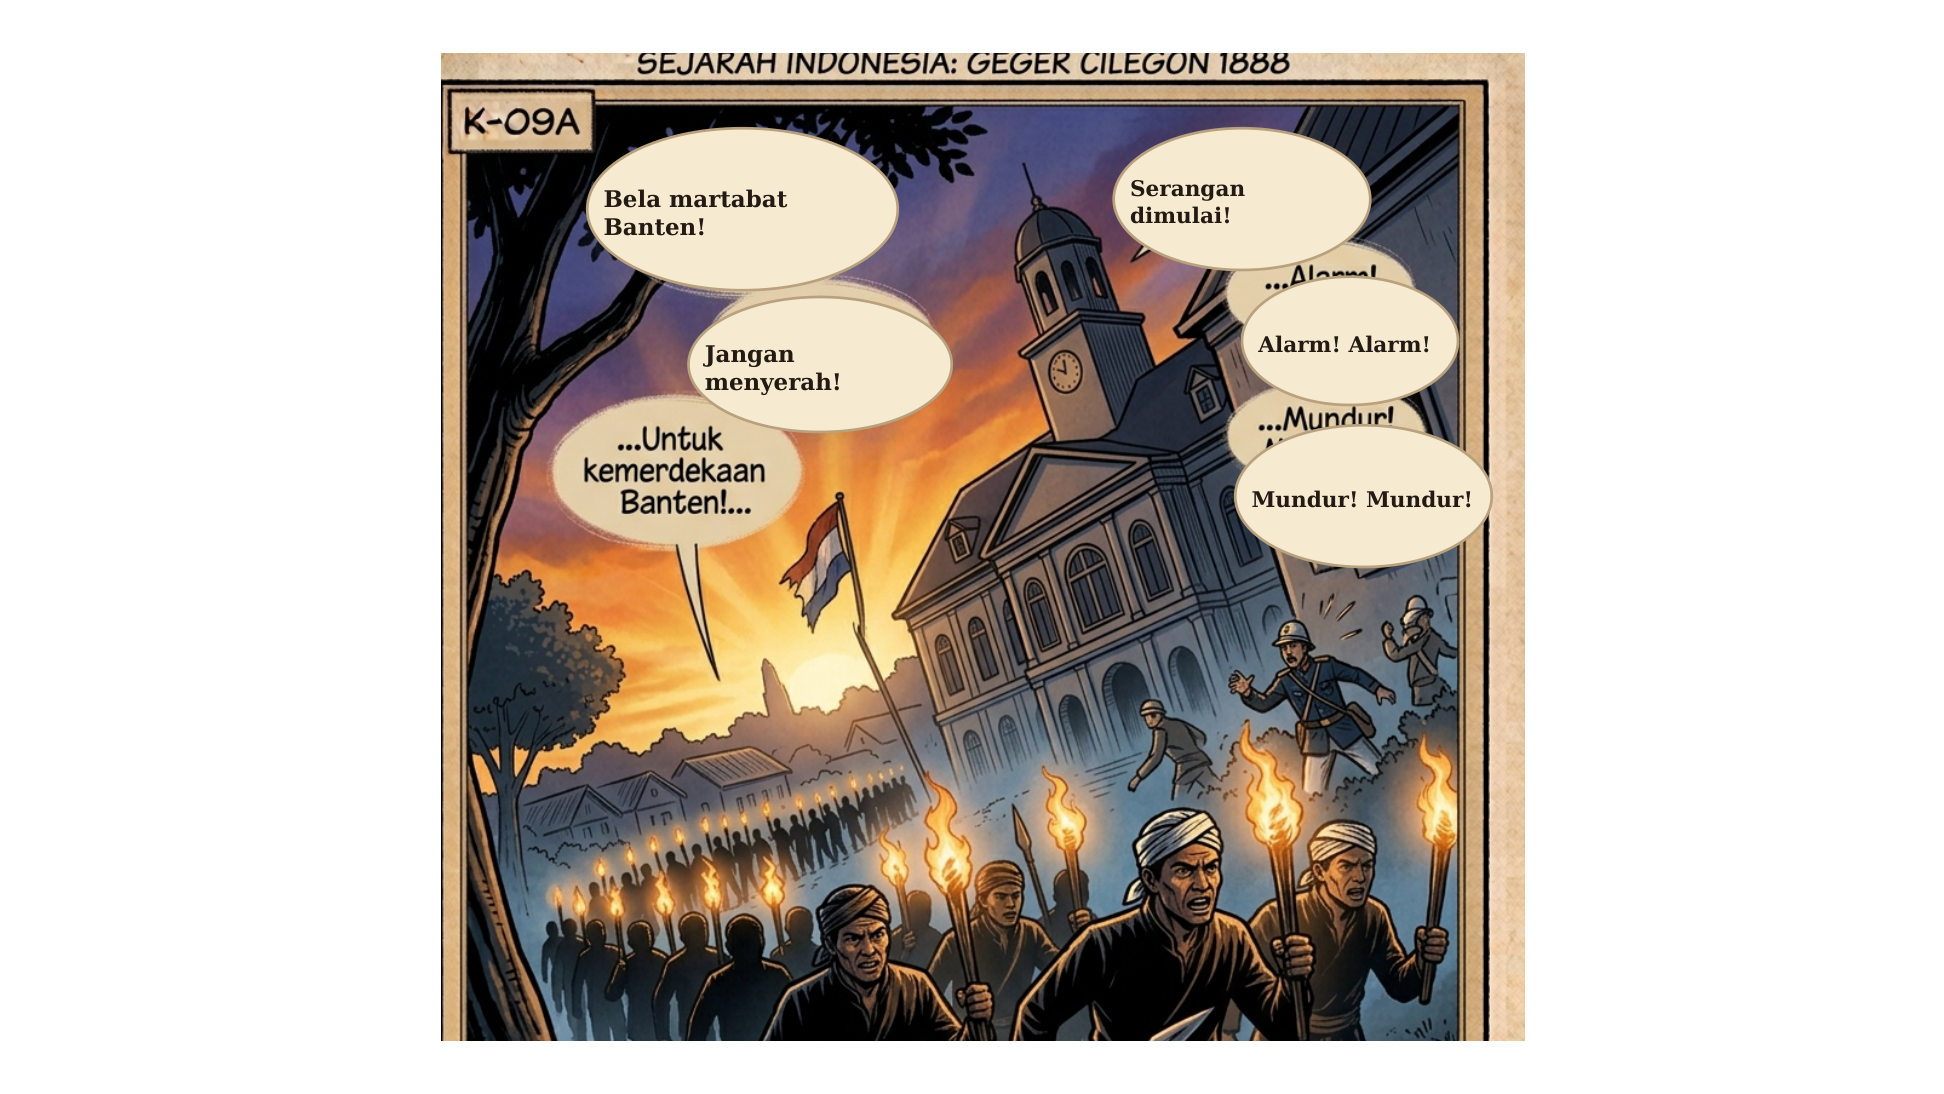 SEJARAH INDONESIA: GEGER CILEGON 1888
K-09A
Bela martabat
Banten!
Serangan
dimulai!
...Alarm!
Jangan
menyerah!
Alarm! Alarm!
...Mundur!
...Untuk
kemerdekaan
Banten!...
Mundur! Mundur!